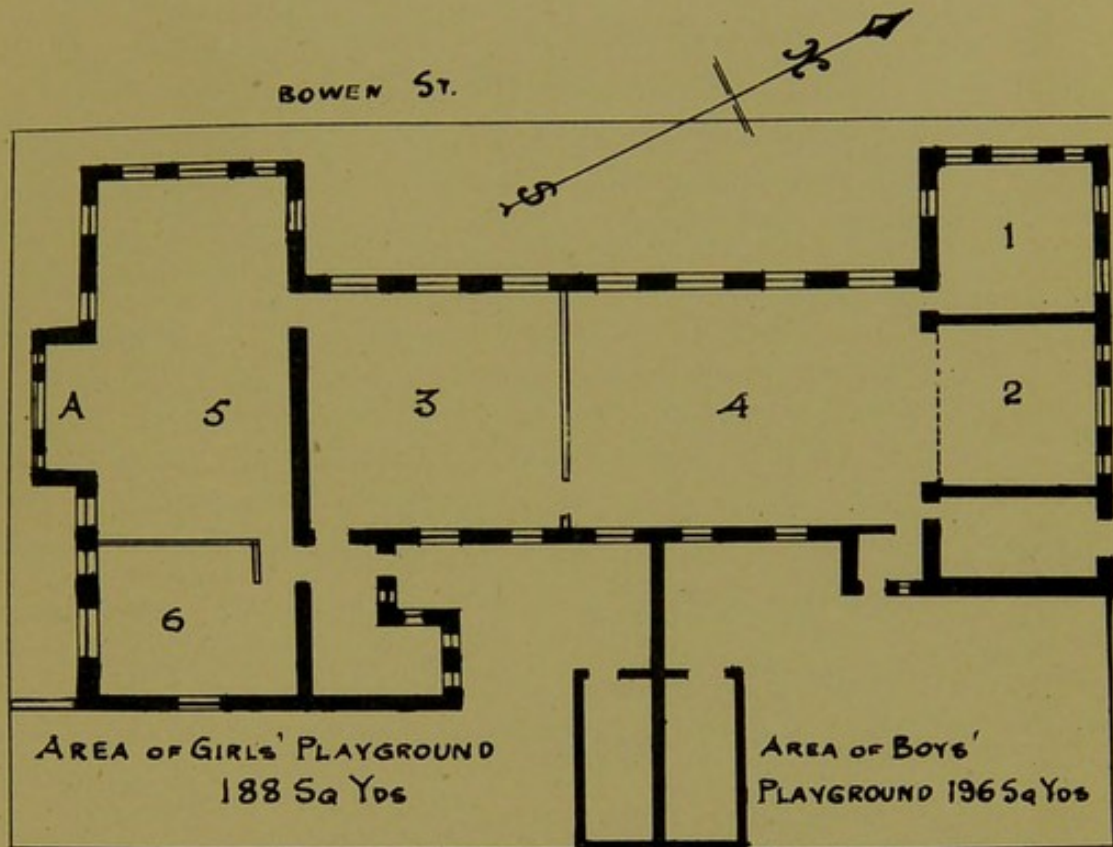 BOWEN ST.
N
S
1
A
5
3
4
2
6
AREA OF GIRLS' PLAYGROUND
188 SQ YDS
AREA OF BOYS'
PLAYGROUND 196 SQ YDS